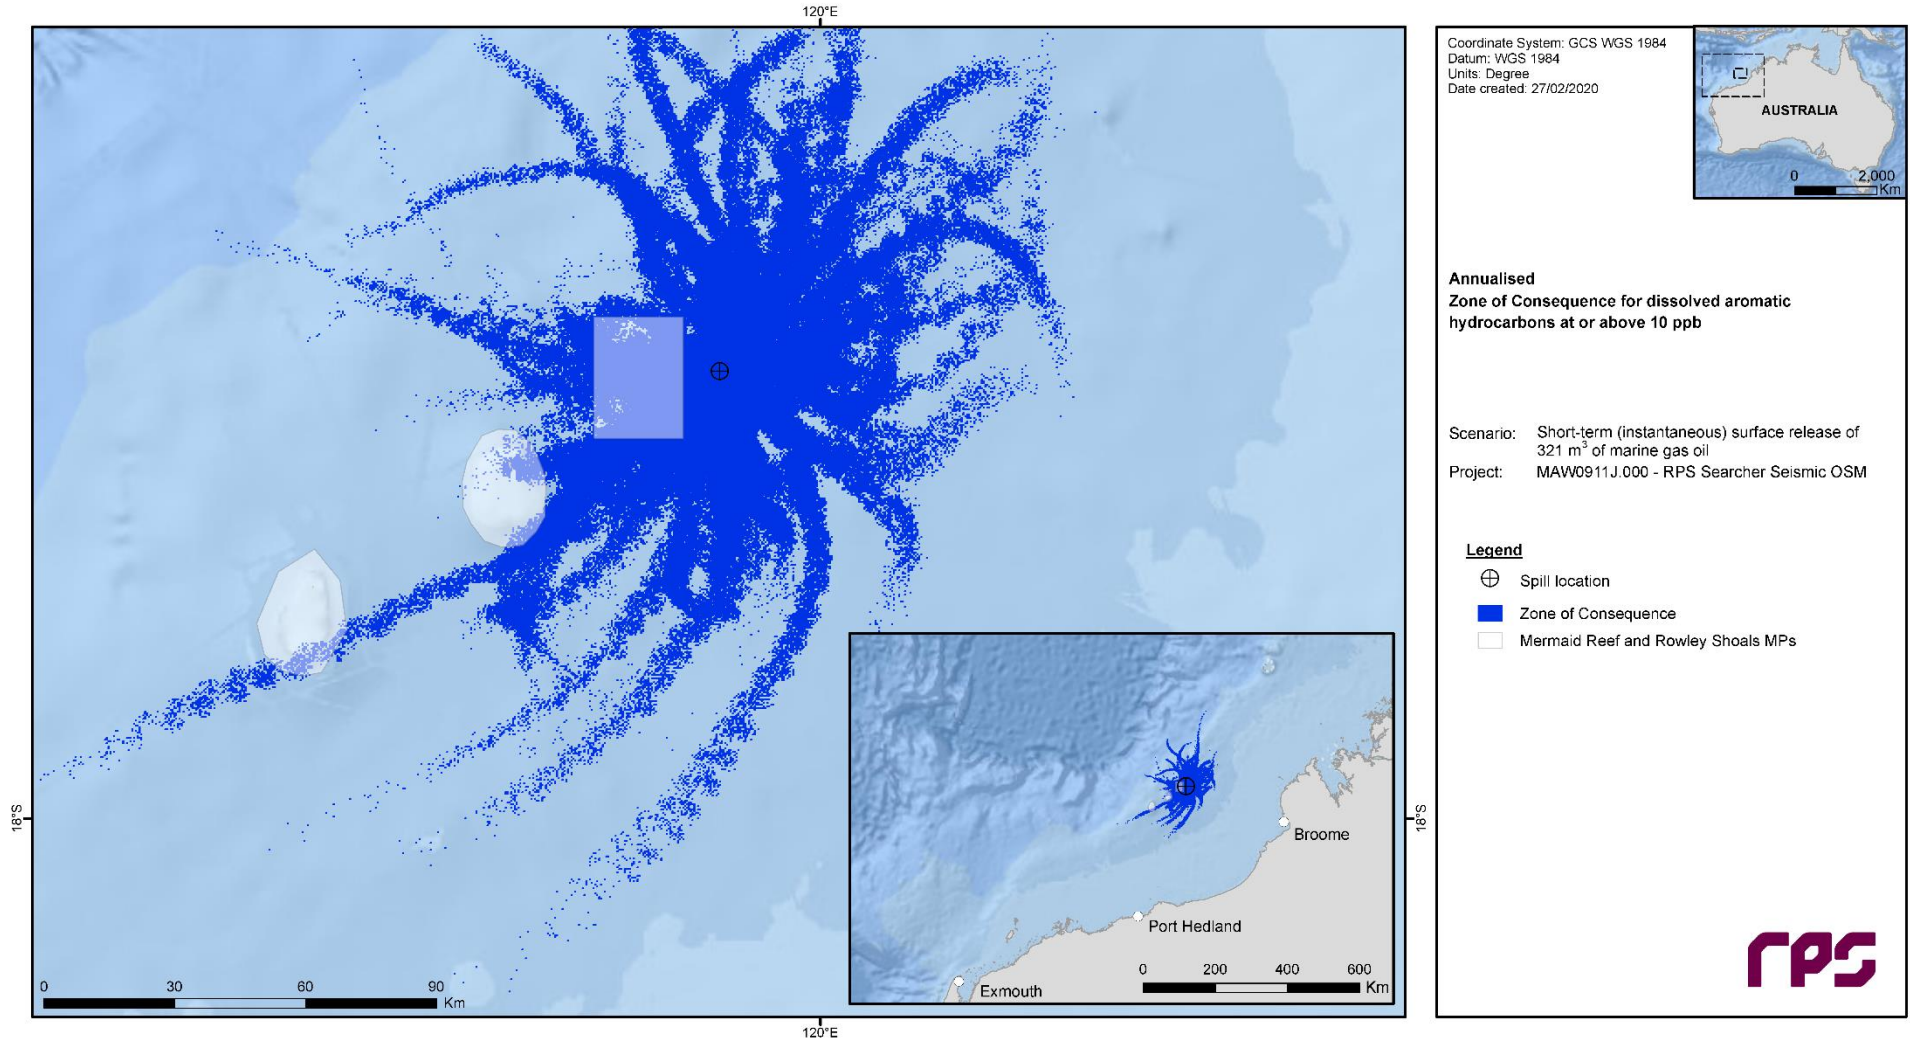 120°E
18°S
18°S
0 30 60 90
Km
Broome
Port Hedland
Exmouth
0 200 400 600
Km
120°E
Coordinate System: GCS WGS 1984
Datum: WGS 1984
Units: Degree
Date created: 27/02/2020
AUSTRALIA
0 2,000
Km
Annualised
Zone of Consequence for dissolved aromatic
hydrocarbons at or above 10 ppb
Scenario: Short-term (instantaneous) surface release of
321 m³ of marine gas oil
Project: MAW0911J.000 - RPS Searcher Seismic OSM
Legend
Spill location
Zone of Consequence
Mermaid Reef and Rowley Shoals MPs
rps